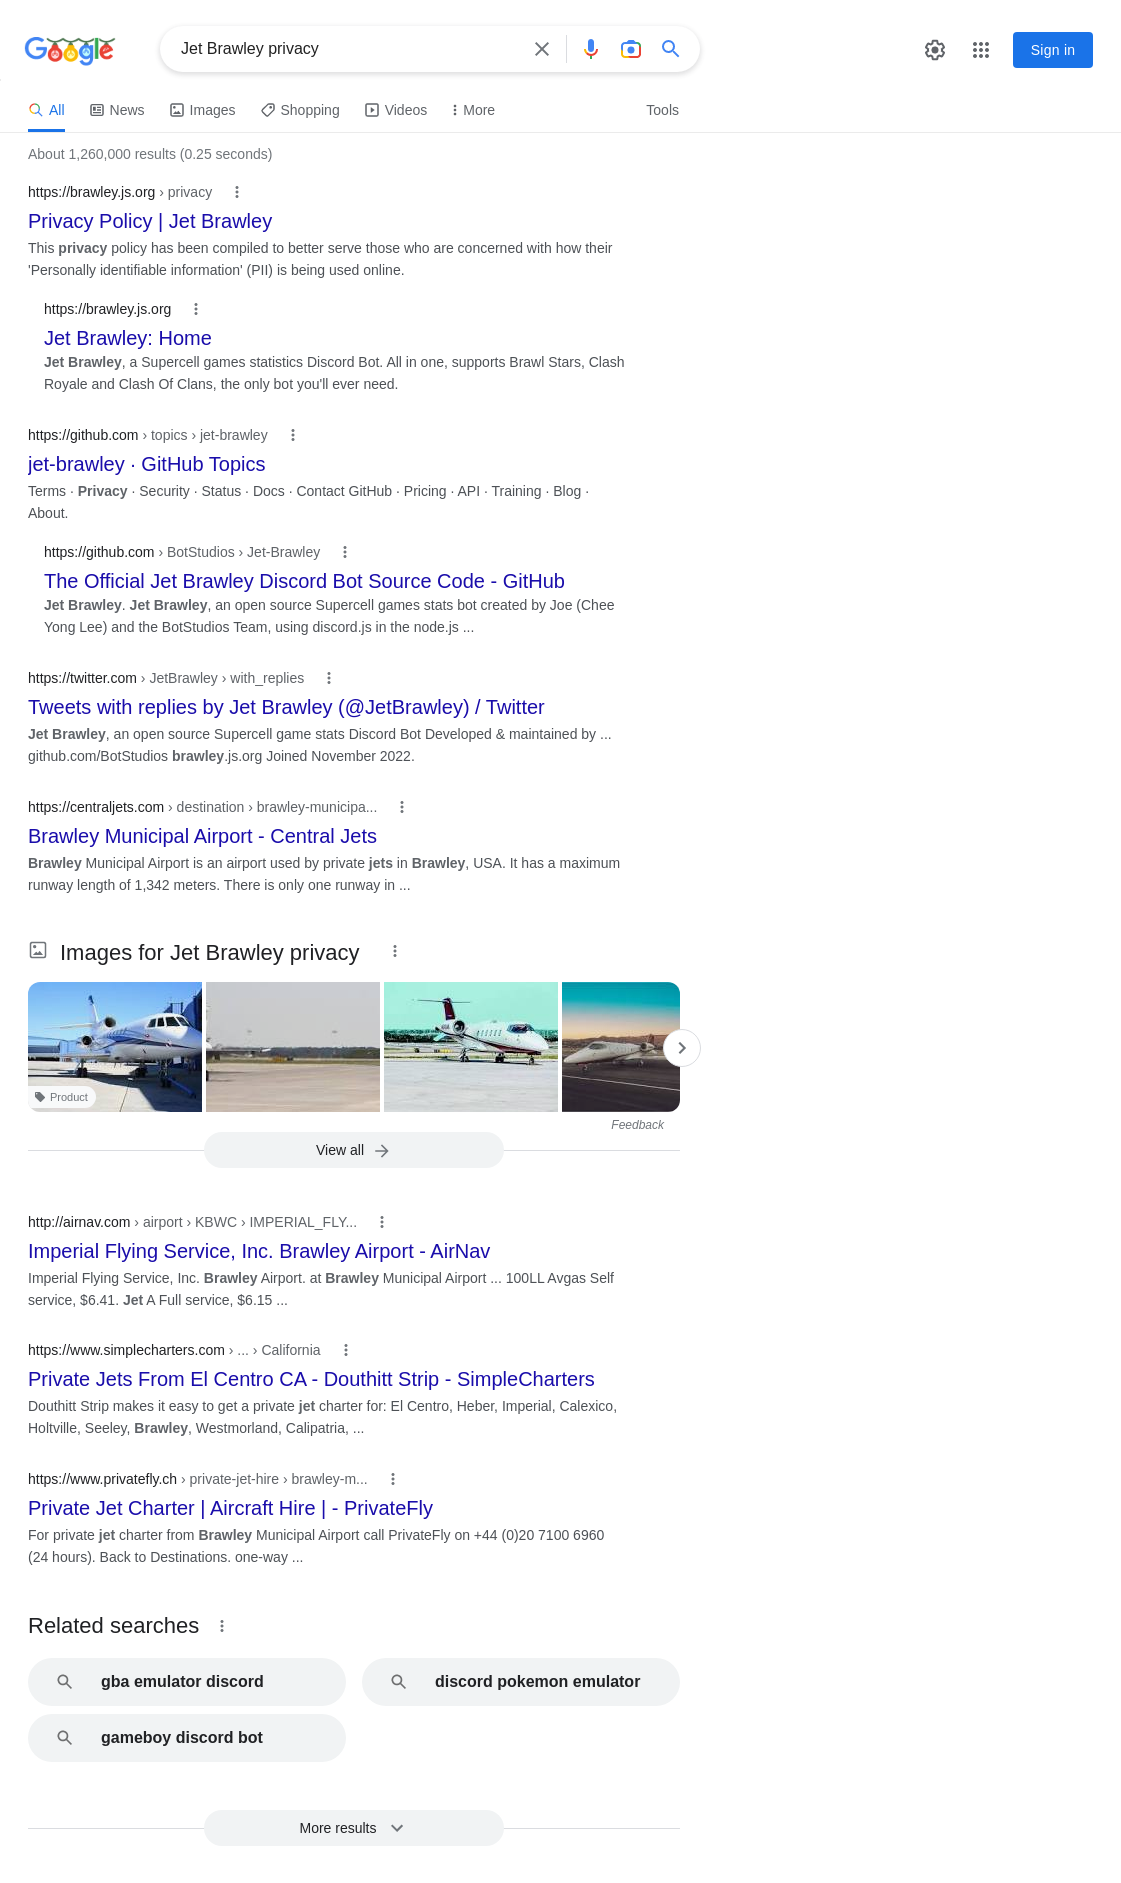 Google
Jet Brawley privacy
Sign in
All
News
Images
Shopping
Videos
More
Tools
About 1,260,000 results (0.25 seconds)
https://brawley.js.org › privacy
Privacy Policy | Jet Brawley
This privacy policy has been compiled to better serve those who are concerned with how their
'Personally identifiable information' (PII) is being used online.
https://brawley.js.org
Jet Brawley: Home
Jet Brawley, a Supercell games statistics Discord Bot. All in one, supports Brawl Stars, Clash
Royale and Clash Of Clans, the only bot you'll ever need.
https://github.com › topics › jet-brawley
jet-brawley · GitHub Topics
Terms · Privacy · Security · Status · Docs · Contact GitHub · Pricing · API · Training · Blog ·
About.
https://github.com › BotStudios › Jet-Brawley
The Official Jet Brawley Discord Bot Source Code - GitHub
Jet Brawley. Jet Brawley, an open source Supercell games stats bot created by Joe (Chee
Yong Lee) and the BotStudios Team, using discord.js in the node.js ...
https://twitter.com › JetBrawley › with_replies
Tweets with replies by Jet Brawley (@JetBrawley) / Twitter
Jet Brawley, an open source Supercell game stats Discord Bot Developed & maintained by ...
github.com/BotStudios brawley.js.org Joined November 2022.
https://centraljets.com › destination › brawley-municipa...
Brawley Municipal Airport - Central Jets
Brawley Municipal Airport is an airport used by private jets in Brawley, USA. It has a maximum
runway length of 1,342 meters. There is only one runway in ...
Images for Jet Brawley privacy
Product
Feedback
View all
http://airnav.com › airport › KBWC › IMPERIAL_FLY...
Imperial Flying Service, Inc. Brawley Airport - AirNav
Imperial Flying Service, Inc. Brawley Airport. at Brawley Municipal Airport ... 100LL Avgas Self
service, $6.41. Jet A Full service, $6.15 ...
https://www.simplecharters.com › ... › California
Private Jets From El Centro CA - Douthitt Strip - SimpleCharters
Douthitt Strip makes it easy to get a private jet charter for: El Centro, Heber, Imperial, Calexico,
Holtville, Seeley, Brawley, Westmorland, Calipatria, ...
https://www.privatefly.ch › private-jet-hire › brawley-m...
Private Jet Charter | Aircraft Hire | - PrivateFly
For private jet charter from Brawley Municipal Airport call PrivateFly on +44 (0)20 7100 6960
(24 hours). Back to Destinations. one-way ...
Related searches
gba emulator discord
discord pokemon emulator
gameboy discord bot
More results